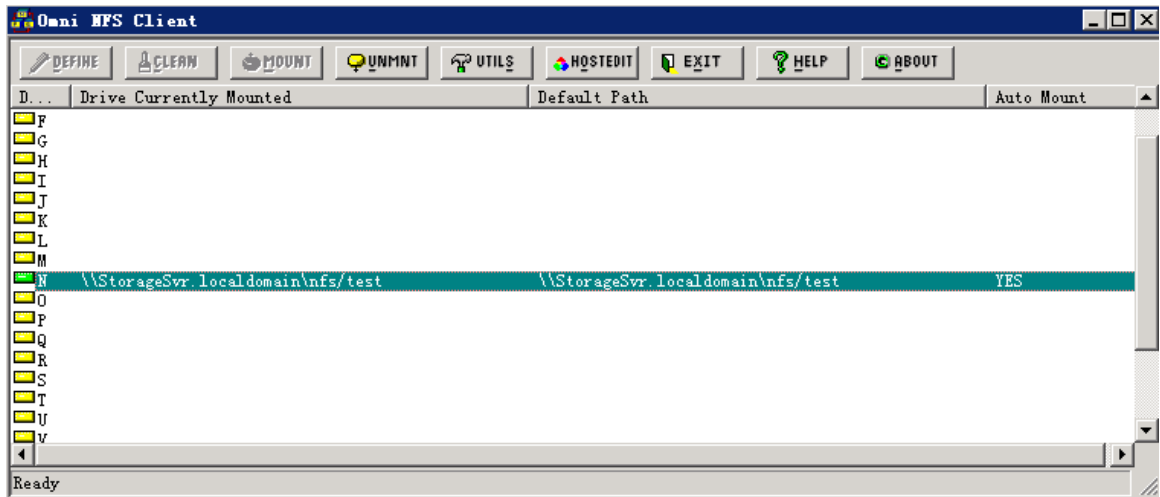 Omni NFS Client
DEFINE CLEAN MOUNT UNMNT UTILS HOSTEDIT EXIT HELP ABOUT
D... Drive Currently Mounted Default Path Auto Mount
F
G
H
I
J
K
L
M
N \\StorageSvr.localdomain\nfs/test \\StorageSvr.localdomain\nfs/test YES
O
P
Q
R
S
T
U
V
Ready